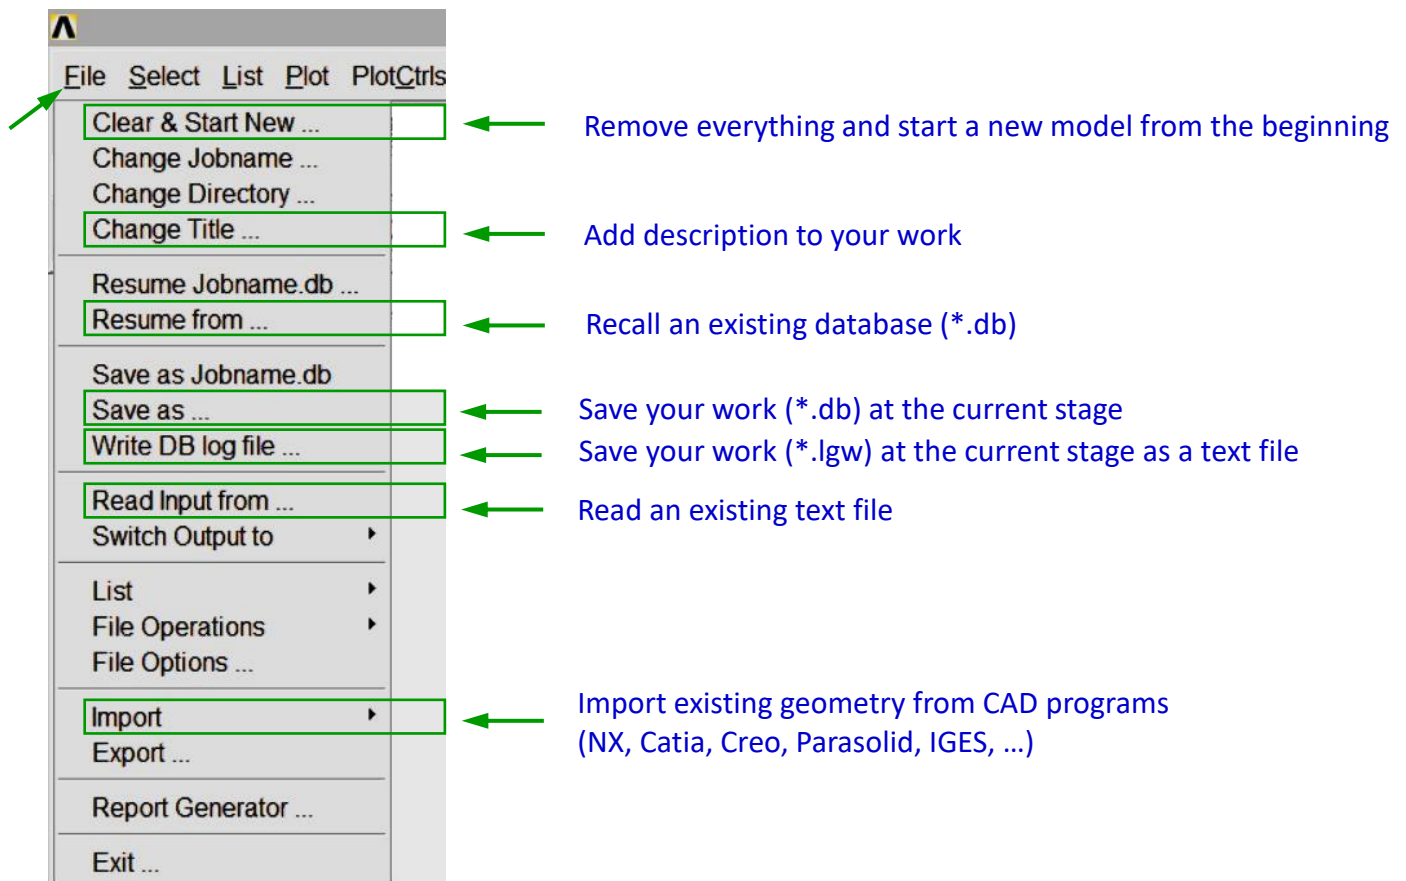 File Select List Plot PlotCtrls
Clear & Start New ... Remove everything and start a new model from the beginning
Change Jobname ...
Change Directory ...
Change Title ... Add description to your work
Resume Jobname.db ...
Resume from ... Recall an existing database (*.db)
Save as Jobname.db
Save as ... Save your work (*.db) at the current stage
Write DB log file ... Save your work (*.lgw) at the current stage as a text file
Read Input from ... Read an existing text file
Switch Output to
List
File Operations
File Options ...
Import Import existing geometry from CAD programs
(NX, Catia, Creo, Parasolid, IGES, ...)
Export ...
Report Generator ...
Exit ...